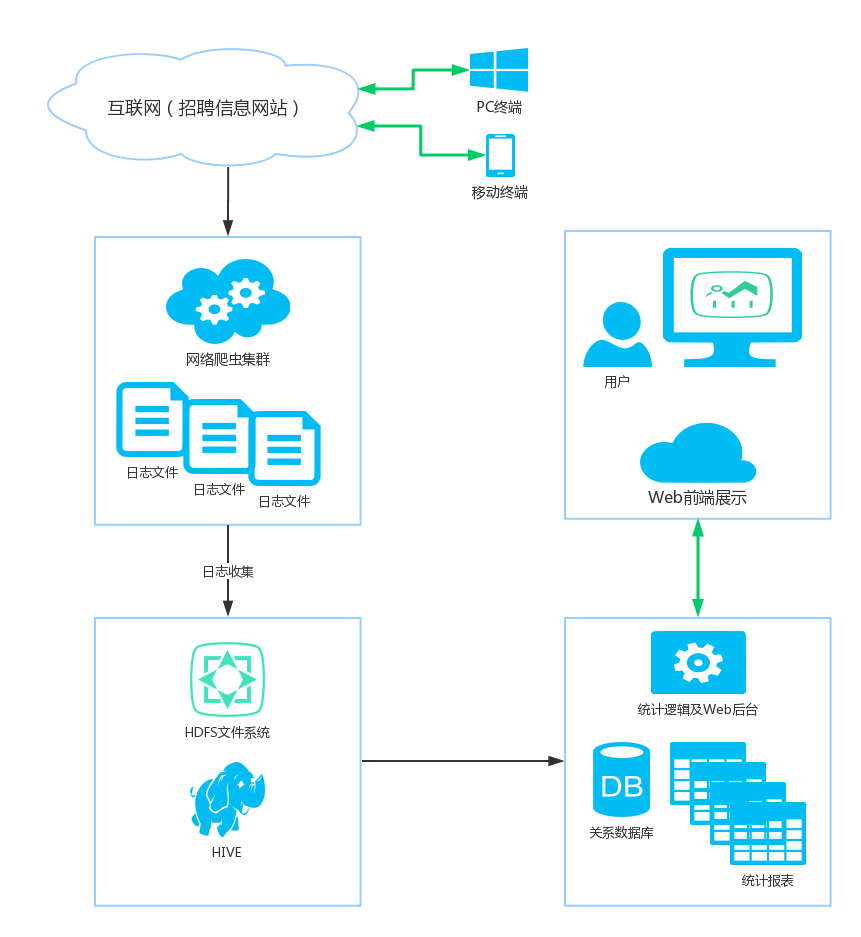 互联网（招聘信息网站）
PC终端
移动终端
网络爬虫集群
日志文件
日志文件
日志文件
日志收集
用户
Web前端展示
HDFS文件系统
HIVE
统计逻辑及Web后台
DB
关系数据库
统计报表